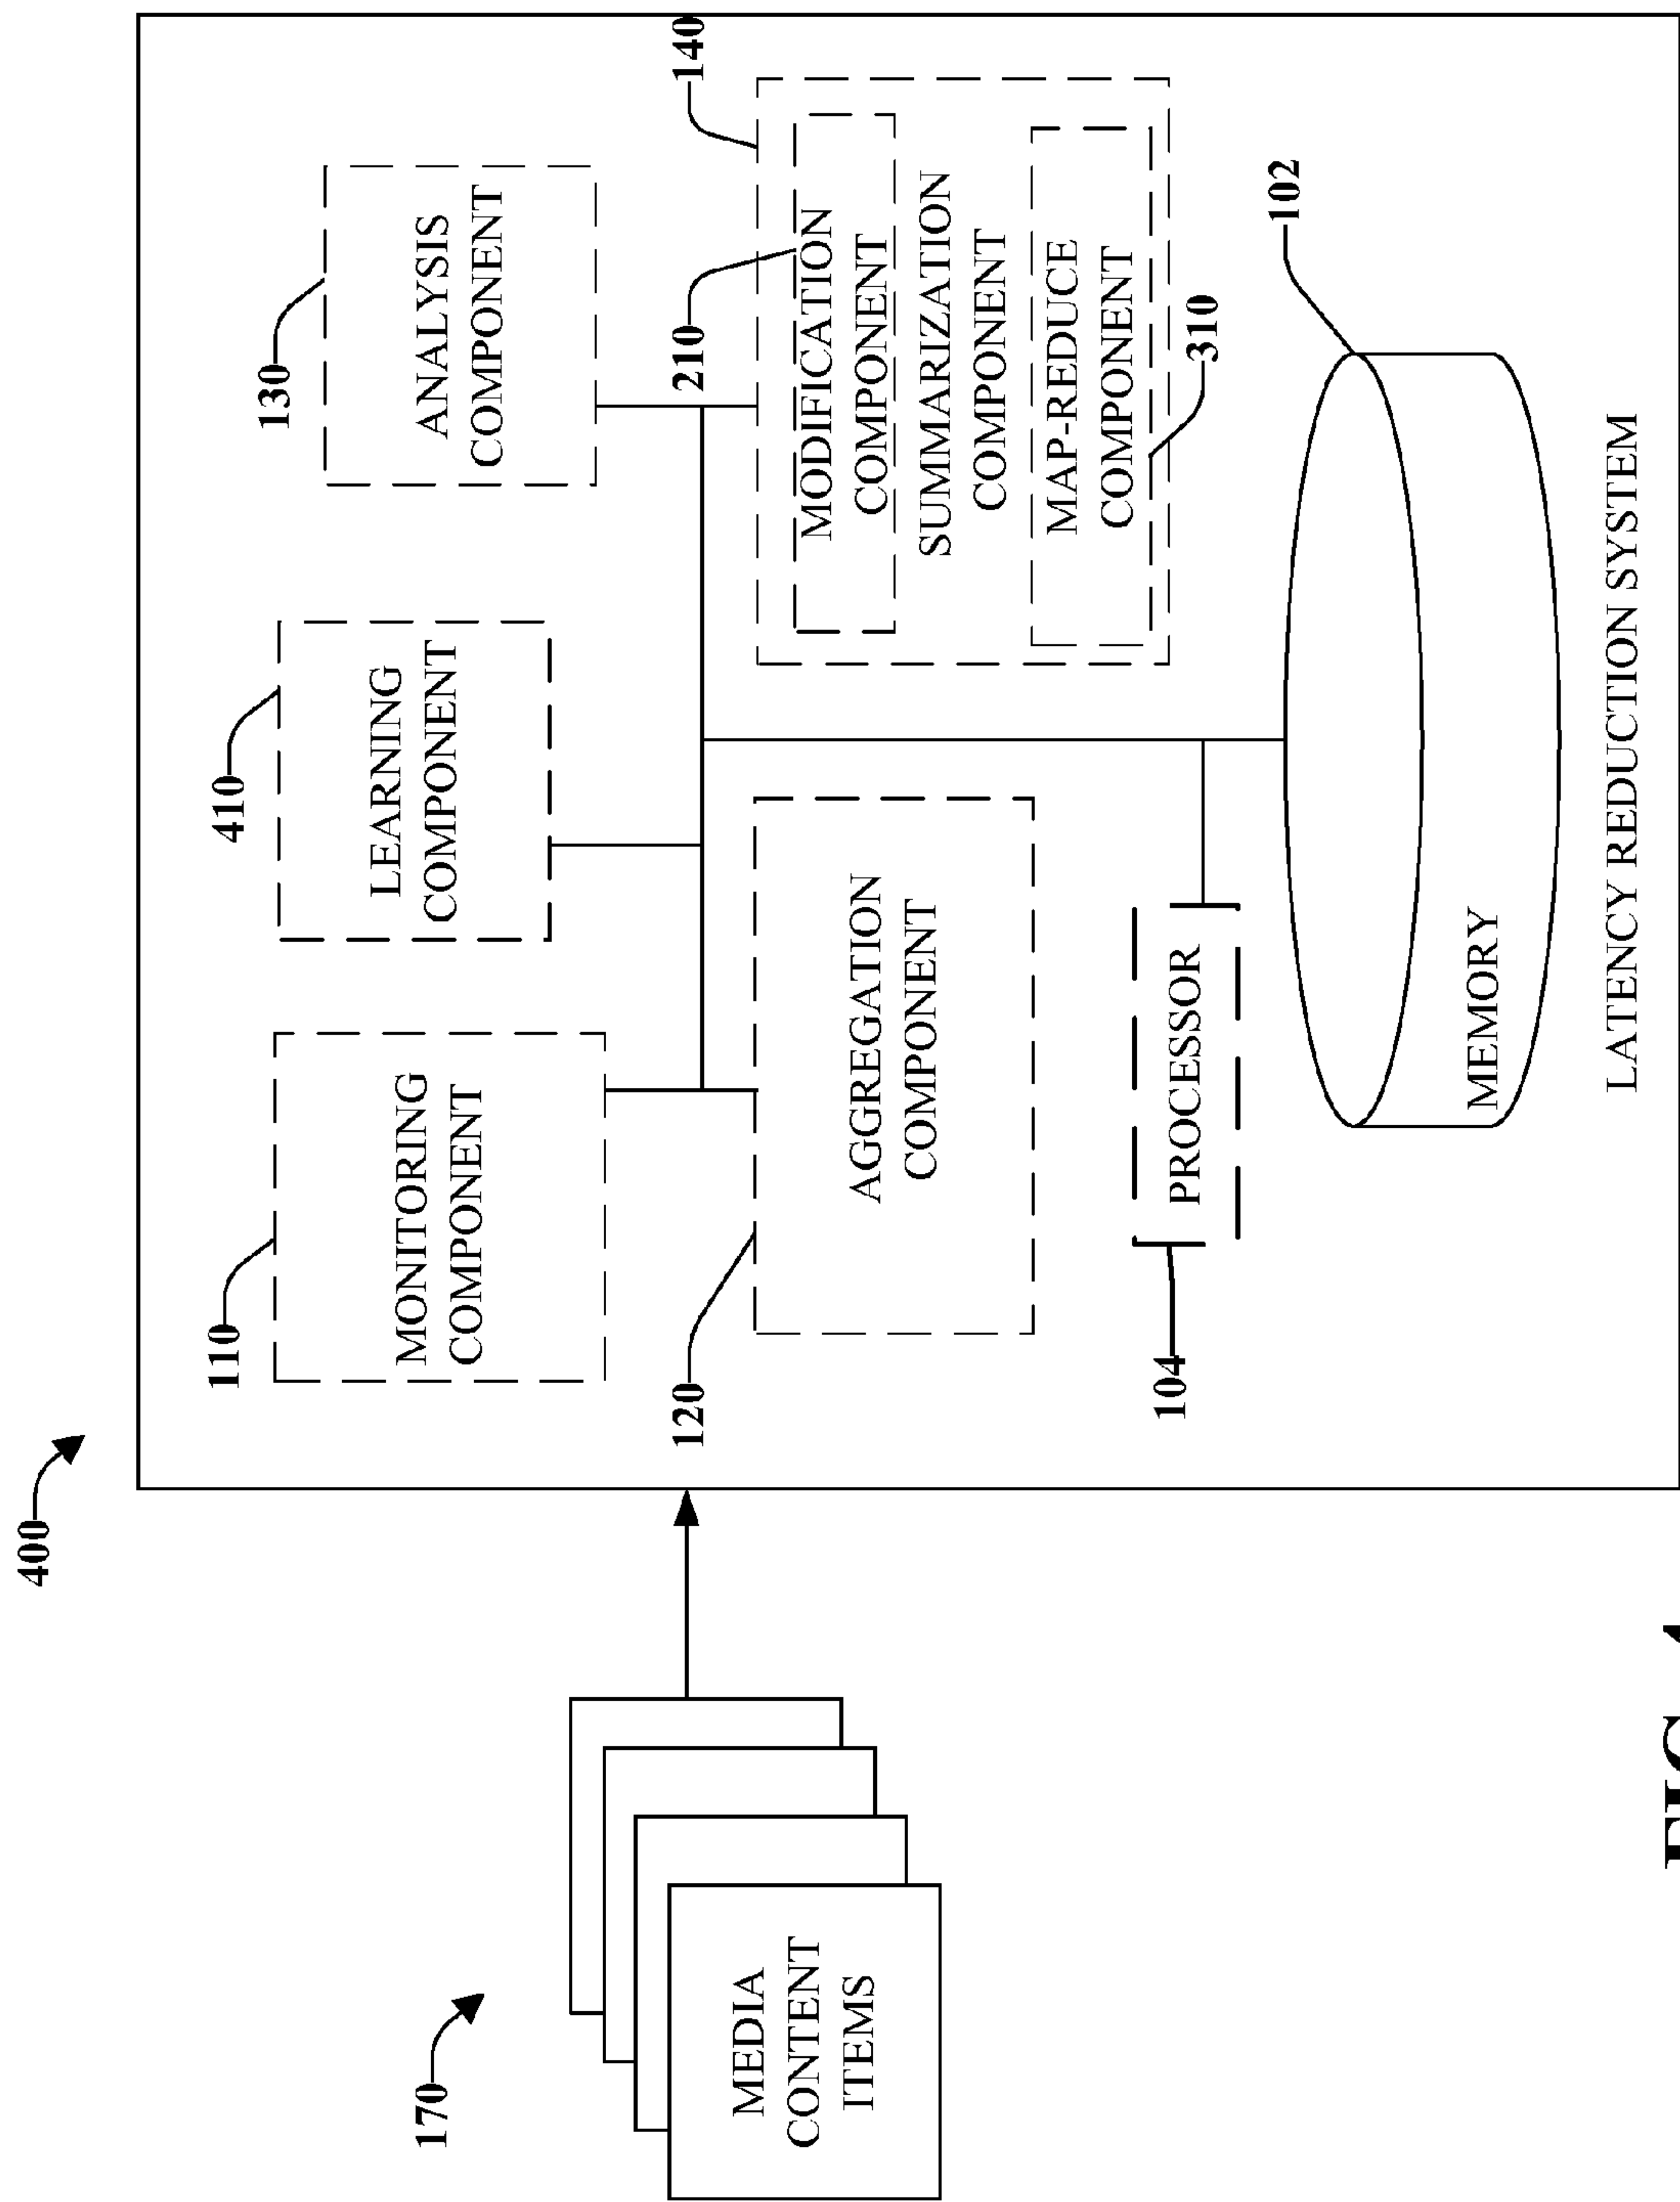 400
170
MEDIA
CONTENT
ITEMS
110
MONITORING
COMPONENT
410
LEARNING
COMPONENT
130
ANALYSIS
COMPONENT
120
AGGREGATION
COMPONENT
210
140
MODIFICATION
COMPONENT
SUMMARIZATION
COMPONENT
MAP-REDUCE
COMPONENT
310
104
PROCESSOR
102
MEMORY
LATENCY REDUCTION SYSTEM